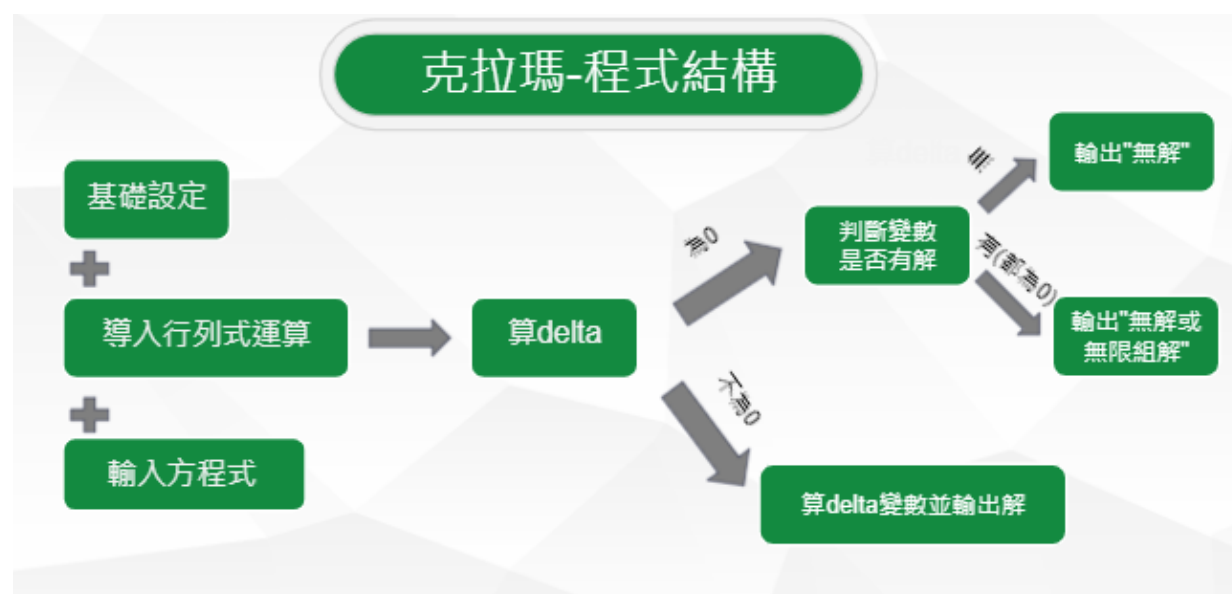 克拉瑪-程式結構
基礎設定
導入行列式運算
輸入方程式
算delta
為0
不為0
判斷變數
是否有解
無
有(都為0)
輸出"無解"
輸出"無解或
無限組解"
算delta變數並輸出解